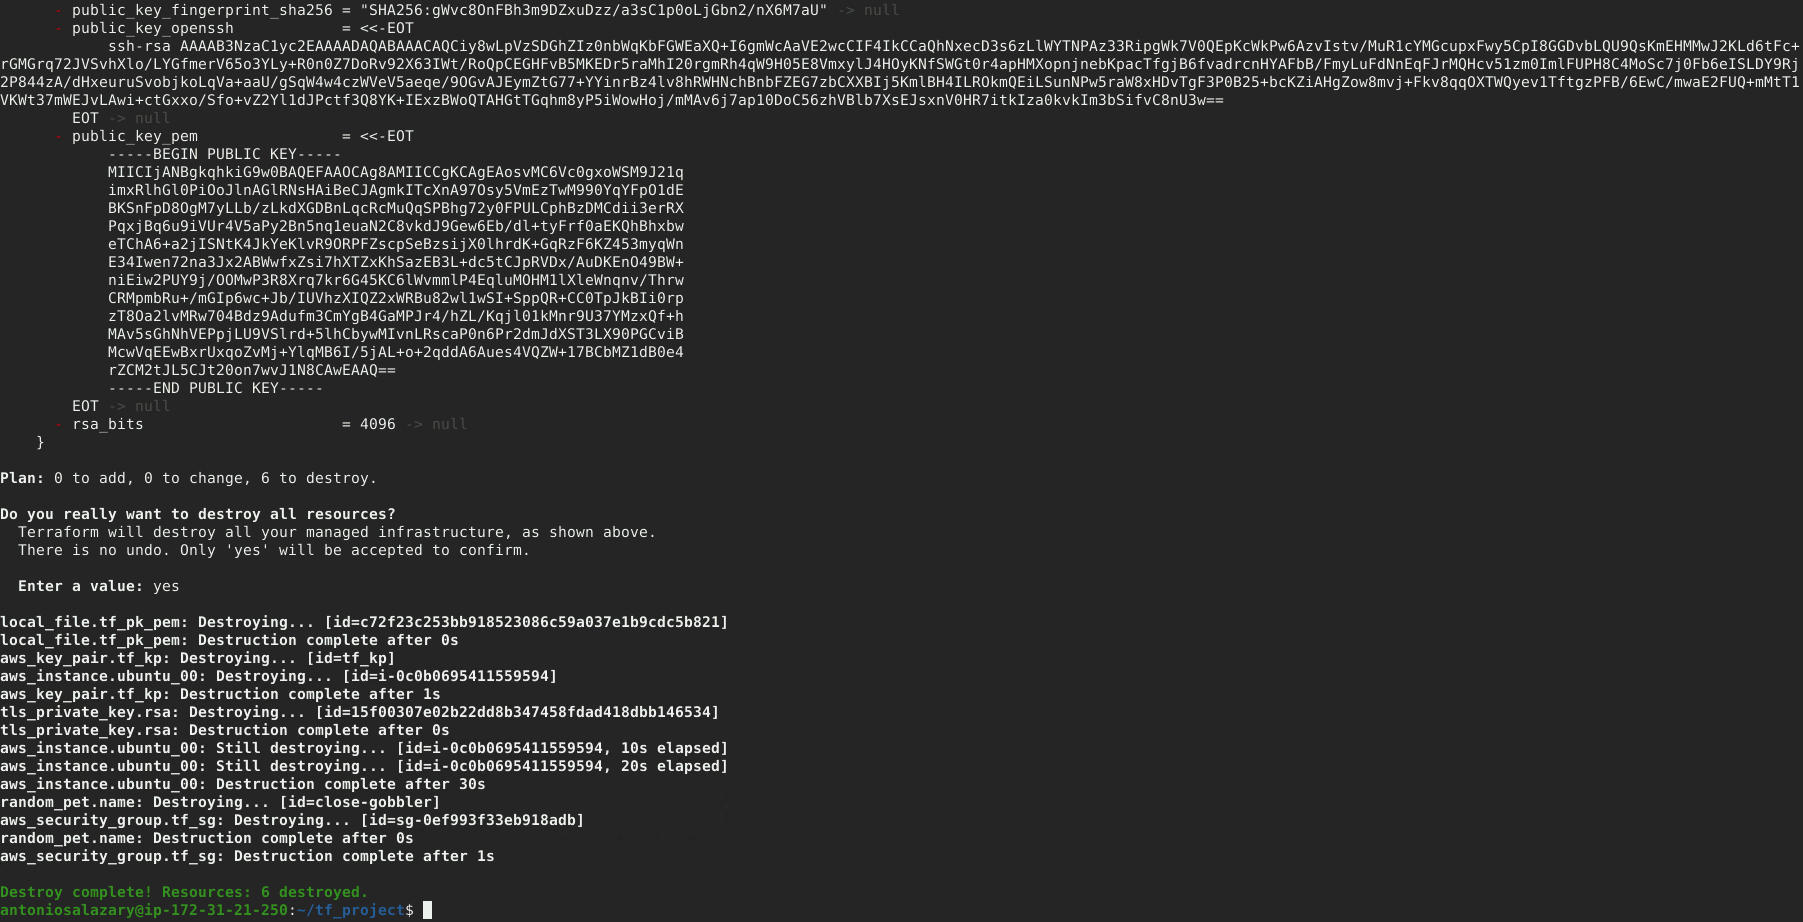 - public_key_fingerprint_sha256 = "SHA256:gWvc8OnFBh3m9DZxuDzz/a3sC1p0oLjGbn2/nX6M7aU" -> null
- public_key_openssh = <<-EOT
ssh-rsa AAAAB3NzaC1yc2EAAAADAQABAAACAQCiy8wLpVzSDGhZIz0nbWqKbFGWEaXQ+I6gmWcAaVE2wcCIF4IkCCaQhNxecD3s6zLlWYTNPAz33RipgWk7V0QEpKcWkPw6AzvIstv/MuR1cYMGcupxFwy5CpI8GGDvbLQU9QsKmEHMMwJ2KLd6tFc+
rGMGrq72JVSvhXlo/LYGfmerV65o3YLy+R0n0Z7DoRv92X63IWt/RoQpCEGHFvB5MKEDr5raMhI20rgmRh4qW9H05E8VmxylJ4HOyKNfSWGt0r4apHMXopnjnebKpacTfgjB6fvadrcnHYAFbB/FmyLuFdNnEqFJrMQHcv51zm0ImlFUPH8C4MoSc7j0Fb6eISLDY9Rj
2P844zA/dHxeuruSvobjkoLqVa+aaU/gSqW4w4czWVeV5aeqe/9OGvAJEymZtG77+YYinrBz4lv8hRWHNchBnbFZEG7zbCXXBIj5KmlBH4ILROkmQEiLSunNPw5raW8xHDvTgF3P0B25+bcKZiAHgZow8mvj+Fkv8qqOXTWQyev1TftgzPFB/6EwC/mwaE2FUQ+mMtT1
VKWt37mWEJvLAwi+ctGxxo/Sfo+vZ2Yl1dJPctf3Q8YK+IExzBWoQTAHGtTGqhm8yP5iWowHoj/mMAv6j7ap10DoC56zhVBlb7XsEJsxnV0HR7itkIza0kvkIm3bSifvC8nU3w==
EOT -> null
- public_key_pem = <<-EOT
-----BEGIN PUBLIC KEY-----
MIICIjANBgkqhkiG9w0BAQEFAAOCAg8AMIICCgKCAgEAosvMC6Vc0gxoWSM9J21q
imxRlhGl0PiOoJlnAGlRNsHAiBeCJAgmkITcXnA97Osy5VmEzTwM990YqYFpO1dE
BKSnFpD8OgM7yLLb/zLkdXGDBnLqcRcMuQqSPBhg72y0FPULCphBzDMCdii3erRX
PqxjBq6u9iVUr4V5aPy2Bn5nq1euaN2C8vkdJ9Gew6Eb/dl+tyFrf0aEKQhBhxbw
eTChA6+a2jISNtK4JkYeKlvR9ORPFZscpSeBzsijX0lhrdK+GqRzF6KZ453myqWn
E34Iwen72na3Jx2ABWwfxZsi7hXTZxKhSazEB3L+dc5tCJpRVDx/AuDKEnO49BW+
niEiw2PUY9j/OOMwP3R8Xrq7kr6G45KC6lWvmmlP4EqluMOHM1lXleWnqnv/Thrw
CRMpmbRu+/mGIp6wc+Jb/IUVhzXIQZ2xWRBu82wl1wSI+SppQR+CC0TpJkBIi0rp
zT8Oa2lvMRw704Bdz9Adufm3CmYgB4GaMPJr4/hZL/Kqjl01kMnr9U37YMzxQf+h
MAv5sGhNhVEPpjLU9VSlrd+5lhCbywMIvnLRscaP0n6Pr2dmJdXST3LX90PGCviB
McwVqEEwBxrUxqoZvMj+YlqMB6I/5jAL+o+2qddA6Aues4VQZW+17BCbMZ1dB0e4
rZCM2tJL5CJt20on7wvJ1N8CAwEAAQ==
-----END PUBLIC KEY-----
EOT -> null
- rsa_bits = 4096 -> null
}
Plan: 0 to add, 0 to change, 6 to destroy.
Do you really want to destroy all resources?
Terraform will destroy all your managed infrastructure, as shown above.
There is no undo. Only 'yes' will be accepted to confirm.
Enter a value: yes
local_file.tf_pk_pem: Destroying... [id=c72f23c253bb918523086c59a037e1b9cdc5b821]
local_file.tf_pk_pem: Destruction complete after 0s
aws_key_pair.tf_kp: Destroying... [id=tf_kp]
aws_instance.ubuntu_00: Destroying... [id=i-0c0b0695411559594]
aws_key_pair.tf_kp: Destruction complete after 1s
tls_private_key.rsa: Destroying... [id=15f00307e02b22dd8b347458fdad418dbb146534]
tls_private_key.rsa: Destruction complete after 0s
aws_instance.ubuntu_00: Still destroying... [id=i-0c0b0695411559594, 10s elapsed]
aws_instance.ubuntu_00: Still destroying... [id=i-0c0b0695411559594, 20s elapsed]
aws_instance.ubuntu_00: Destruction complete after 30s
random_pet.name: Destroying... [id=close-gobbler]
aws_security_group.tf_sg: Destroying... [id=sg-0ef993f33eb918adb]
random_pet.name: Destruction complete after 0s
aws_security_group.tf_sg: Destruction complete after 1s
Destroy complete! Resources: 6 destroyed.
antoniosalazary@ip-172-31-21-250:~/tf_project$